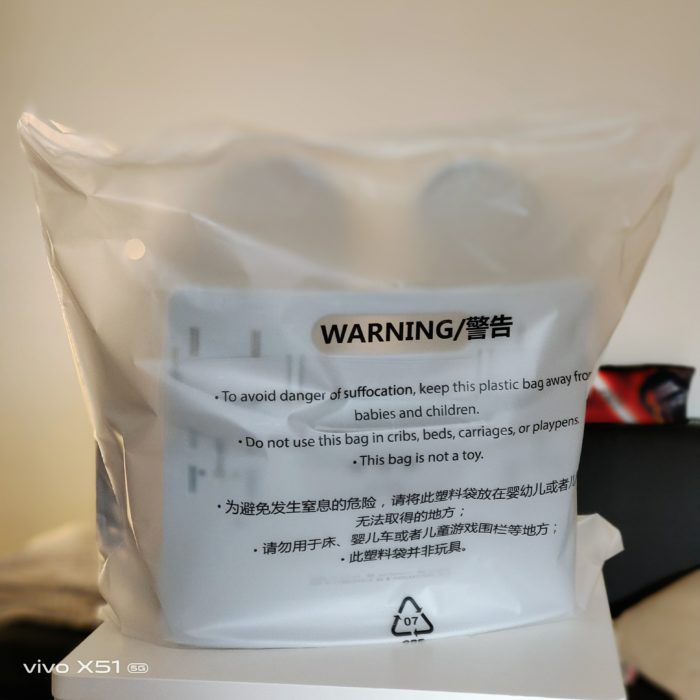 WARNING/警告
• To avoid danger of suffocation, keep this plastic bag away from
babies and children.
• Do not use this bag in cribs, beds, carriages, or playpens.
• This bag is not a toy.
• 为避免发生窒息的危险，请将此塑料袋放在婴幼儿或者儿
无法取得的地方；
• 请勿用于床、婴儿车或者儿童游戏围栏等地方；
• 此塑料袋并非玩具。
07
vivo X51 5G